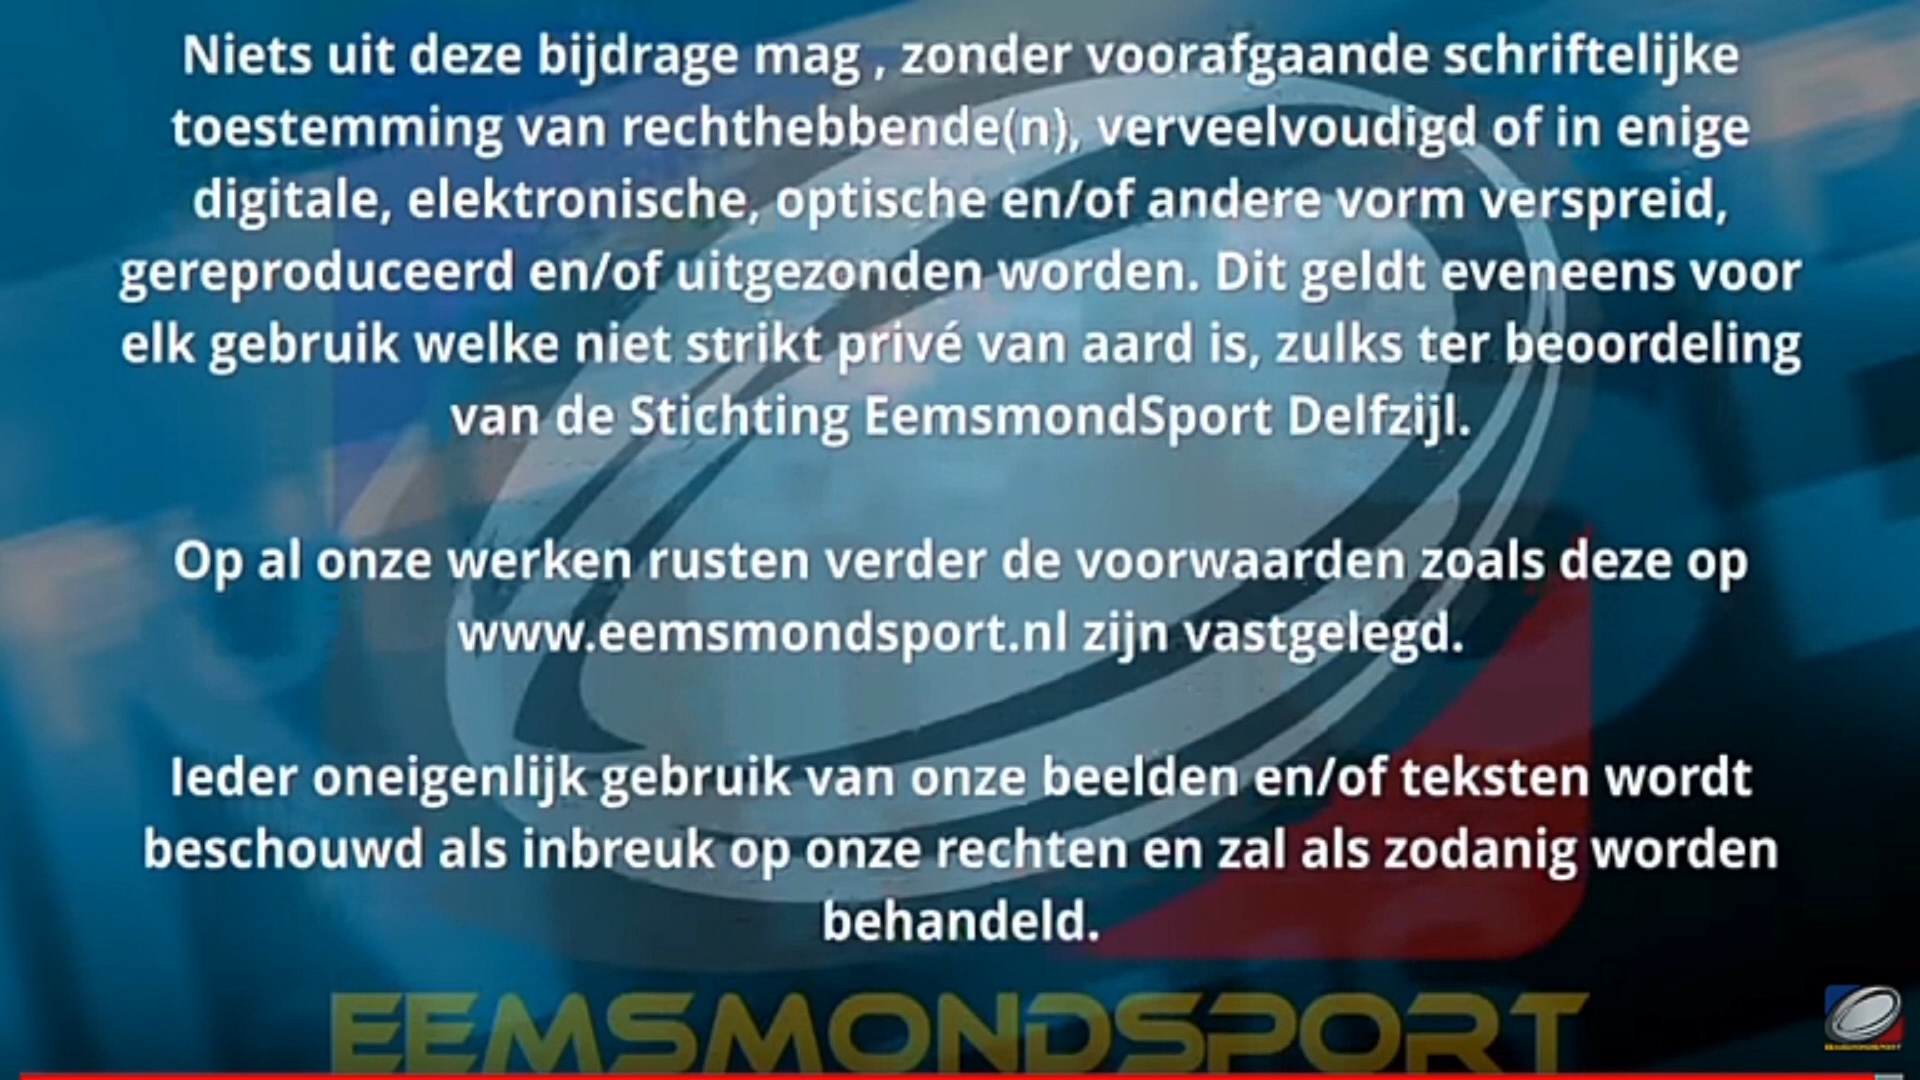 Niets uit deze bijdrage mag , zonder voorafgaande schriftelijke
toestemming van rechthebbende(n), verveelvoudigd of in enige
digitale, elektronische, optische en/of andere vorm verspreid,
gereproduceerd en/of uitgezonden worden. Dit geldt eveneens voor
elk gebruik welke niet strikt privé van aard is, zulks ter beoordeling
van de Stichting EemsmondSport Delfzijl.
Op al onze werken rusten verder de voorwaarden zoals deze op
www.eemsmondsport.nl zijn vastgelegd.
Ieder oneigenlijk gebruik van onze beelden en/of teksten wordt
beschouwd als inbreuk op onze rechten en zal als zodanig worden
behandeld.
EEMSMONDSPORT
EEMSMONDSPORT